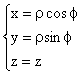 x = ρ cos ϕ
y = ρ sin ϕ
z = z